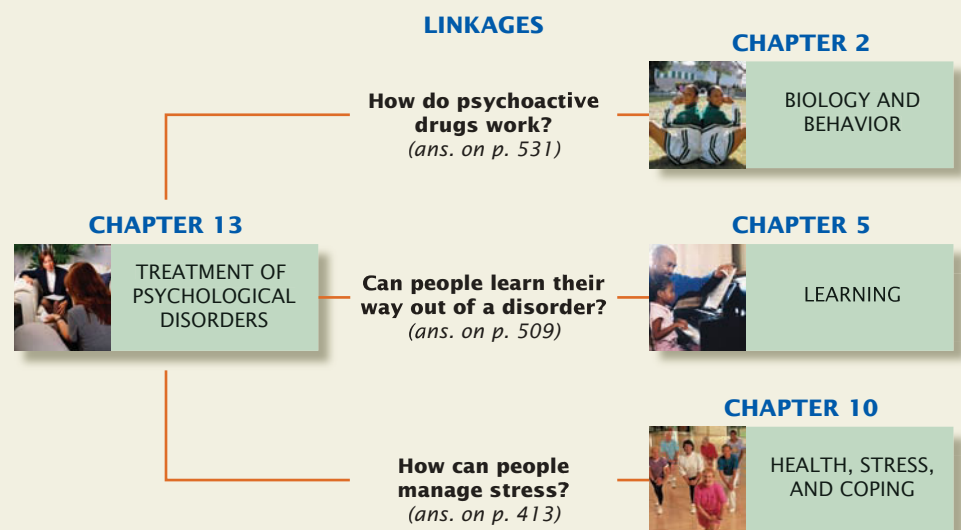 LINKAGES
CHAPTER 2
How do psychoactive
drugs work?
(ans. on p. 531)
BIOLOGY AND
BEHAVIOR
CHAPTER 13
TREATMENT OF
PSYCHOLOGICAL
DISORDERS
CHAPTER 5
Can people learn their
way out of a disorder?
(ans. on p. 509)
LEARNING
CHAPTER 10
How can people
manage stress?
(ans. on p. 413)
HEALTH, STRESS,
AND COPING